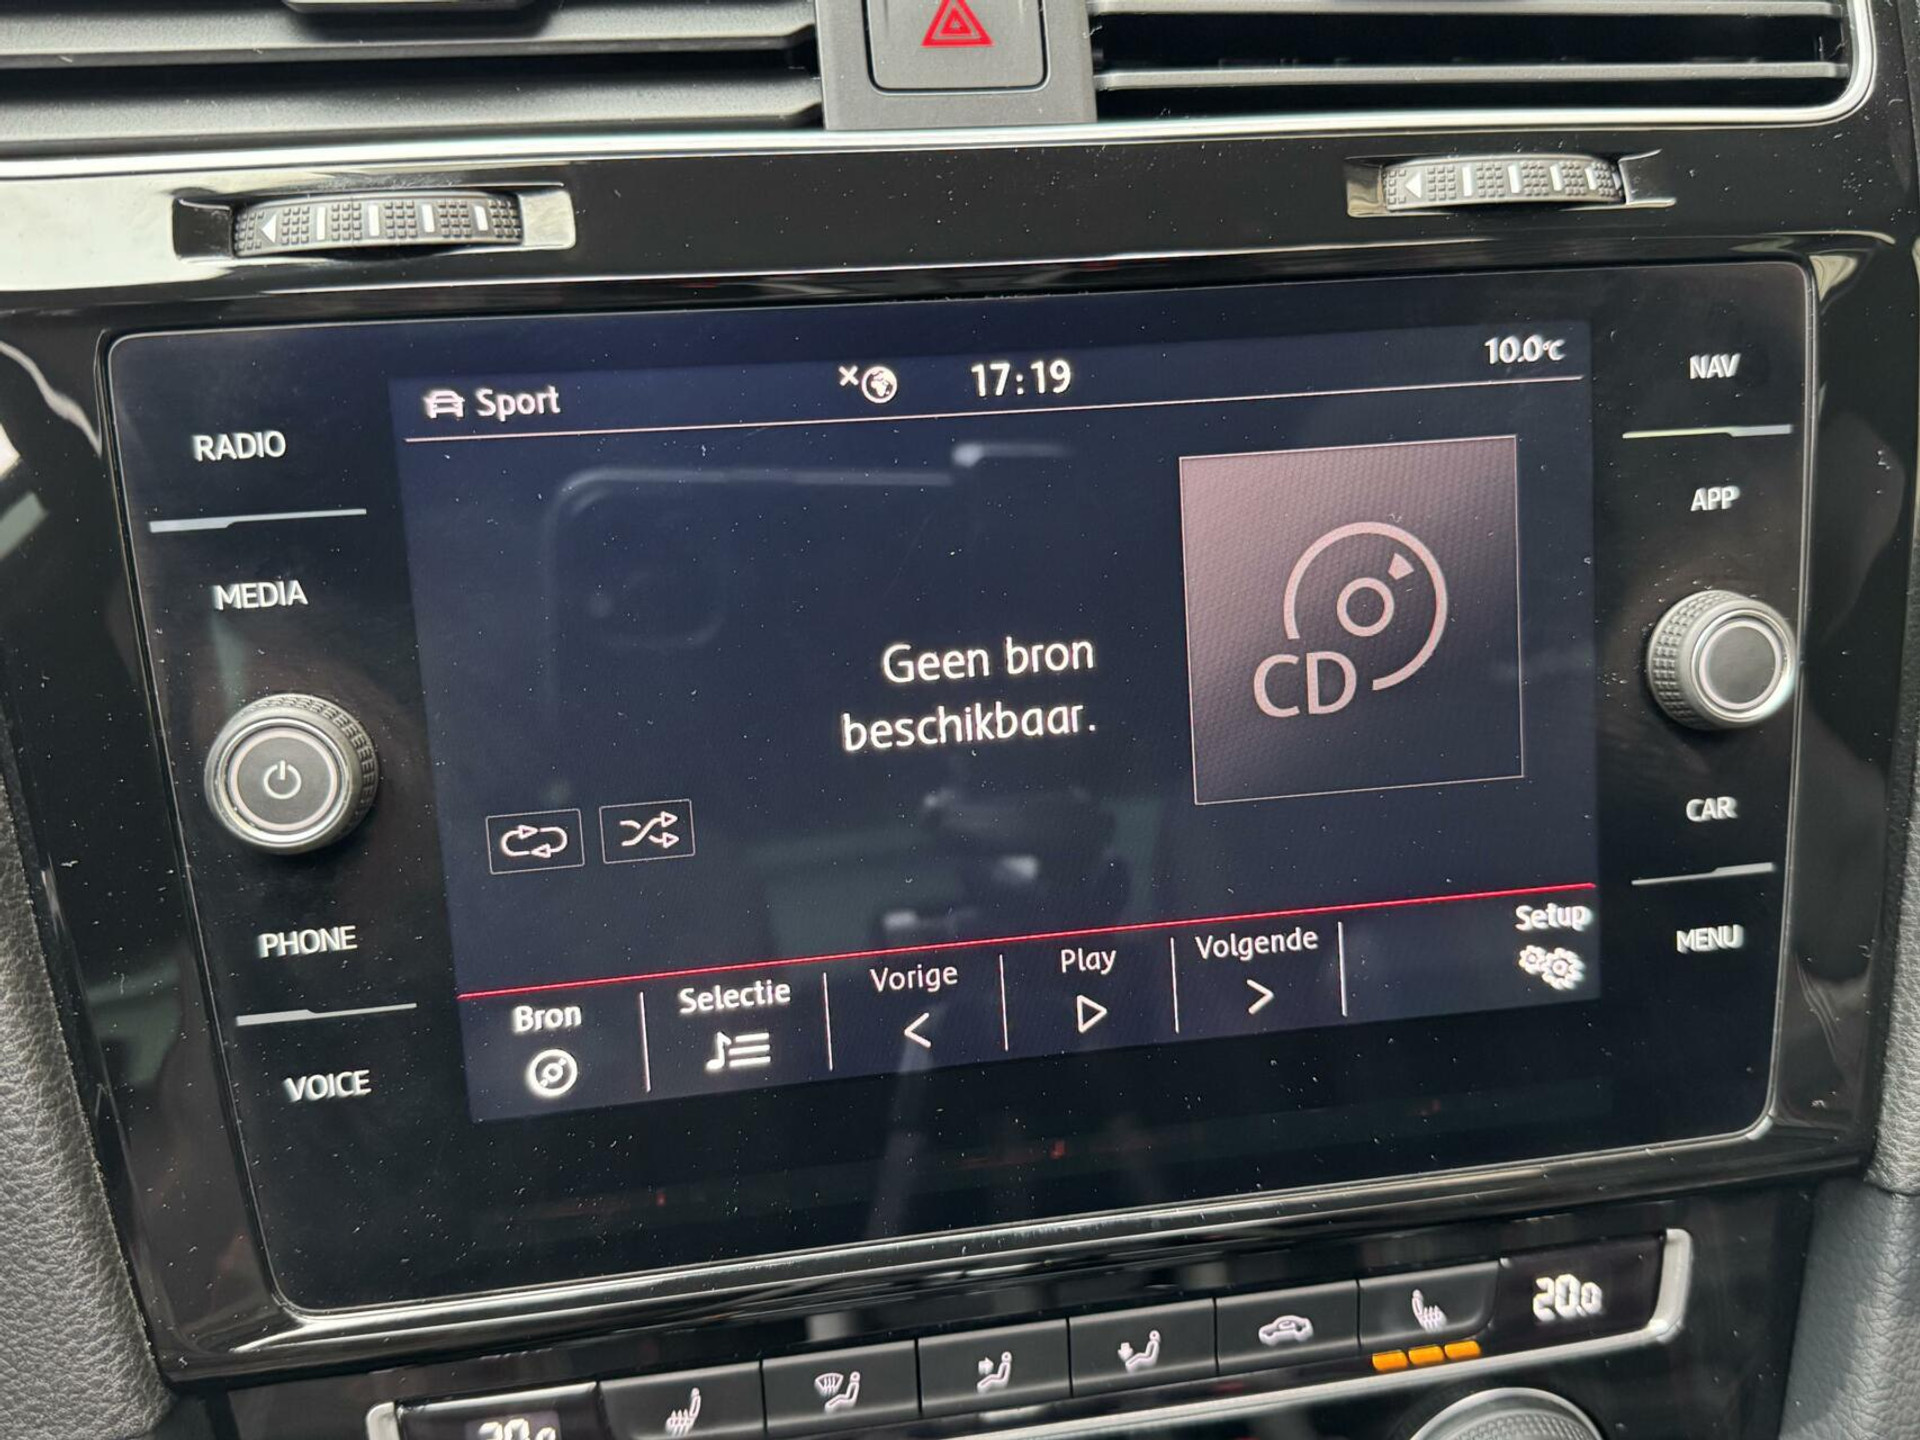 Sport
17:19
10.0°C
RADIO
MEDIA
PHONE
VOICE
NAV
APP
CAR
MENU
Geen bron
beschikbaar.
CD
Bron
Selectie
Vorige
Play
Volgende
Setup
20.0